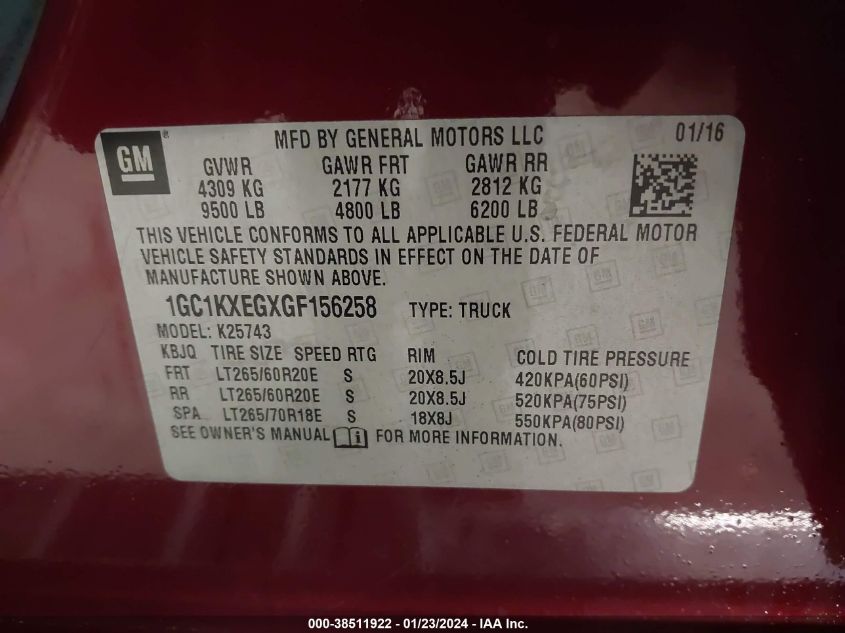 GM
®
MFD BY GENERAL MOTORS LLC 01/16
GVWR GAWR FRT GAWR RR
4309 KG 2177 KG 2812 KG
9500 LB 4800 LB 6200 LB
THIS VEHICLE CONFORMS TO ALL APPLICABLE U.S. FEDERAL MOTOR
VEHICLE SAFETY STANDARDS IN EFFECT ON THE DATE OF
MANUFACTURE SHOWN ABOVE.
1GC1KXEGXGF156258 TYPE: TRUCK
MODEL: K25743
KBJQ TIRE SIZE SPEED RTG RIM COLD TIRE PRESSURE
FRT LT265/60R20E S 20X8.5J 420KPA(60PSI)
RR LT265/60R20E S 20X8.5J 520KPA(75PSI)
SPA LT265/70R18E S 18X8J 550KPA(80PSI)
SEE OWNER'S MANUAL FOR MORE INFORMATION.
000-38511922 - 01/23/2024 - IAA Inc.